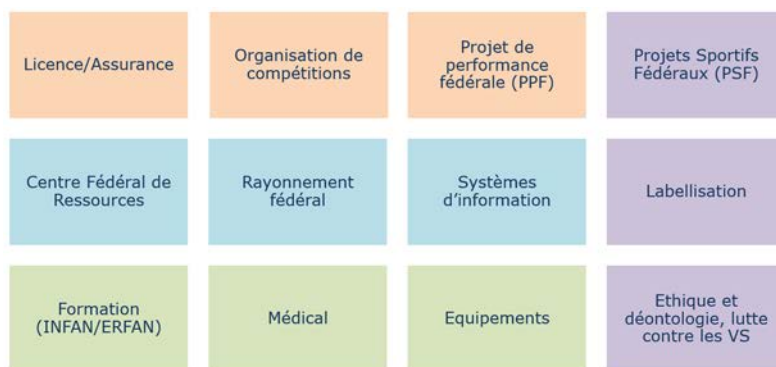 Licence/Assurance
Organisation de
compétitions
Projet de
performance
fédérale (PPF)
Projets Sportifs
Fédéraux (PSF)
Centre Fédéral de
Ressources
Rayonnement
fédéral
Systèmes
d'information
Labellisation
Formation
(INFAN/ERFAN)
Médical
Equipements
Ethique et
déontologie, lutte
contre les VS